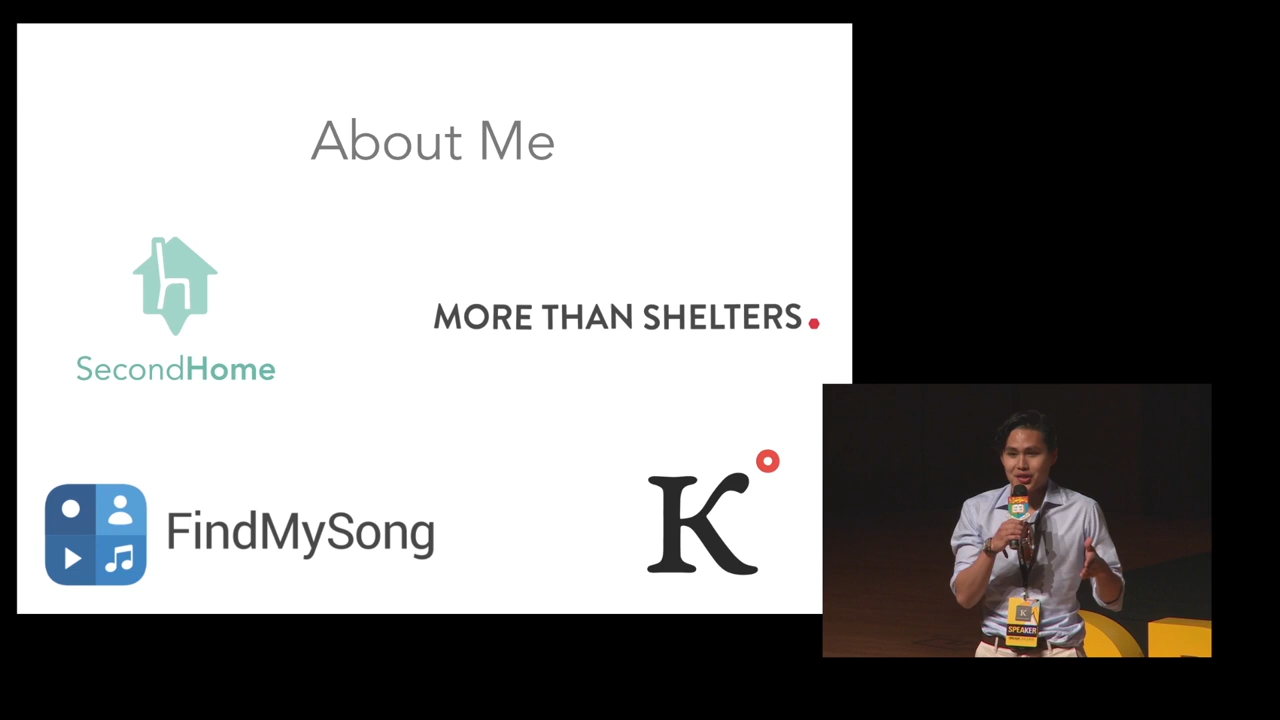 About Me
SecondHome
MORE THAN SHELTERS.
FindMySong
K
K
SPEAKER